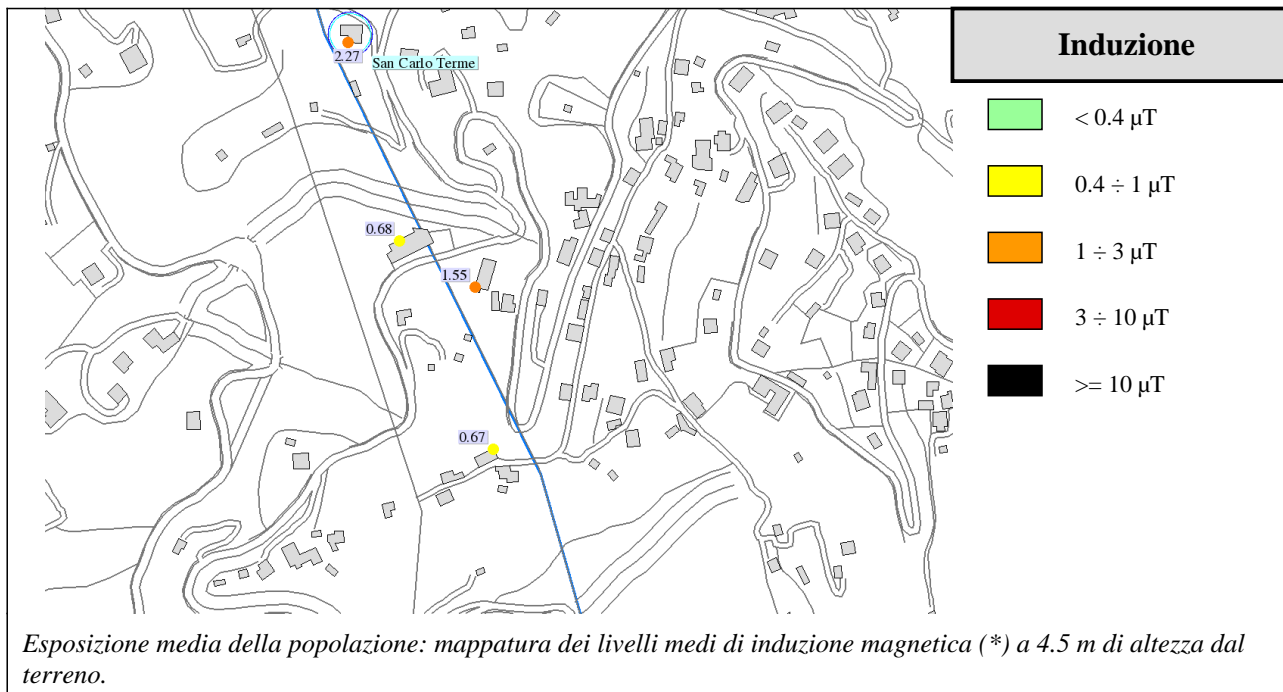 Induzione
2.27
San Carlo Terme
< 0.4 µT
0.4 ÷ 1 µT
0.68
1 ÷ 3 µT
1.55
3 ÷ 10 µT
>= 10 µT
0.67
Esposizione media della popolazione: mappatura dei livelli medi di induzione magnetica (*) a 4.5 m di altezza dal
terreno.